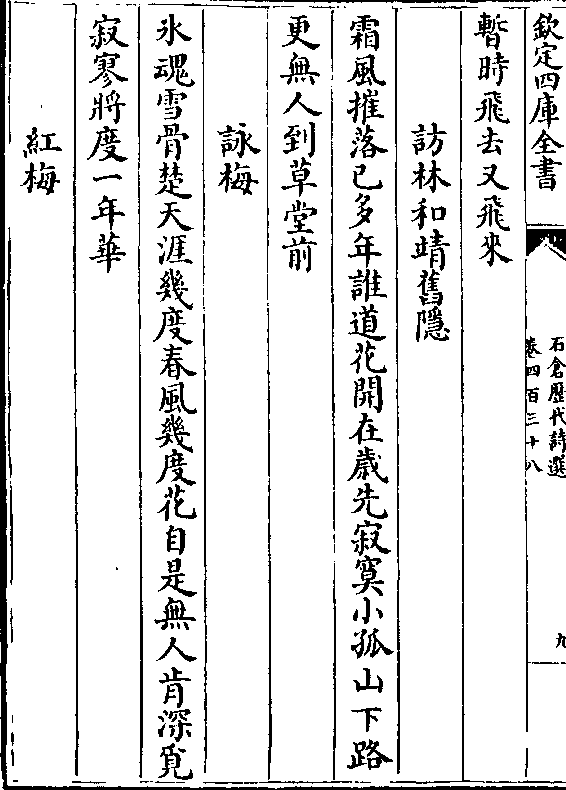 欽定四庫全書
石倉歷代詩選
卷四百三十八
九
暫時飛去又飛來
訪林和靖舊隱
霜風摧落已多年誰道花開在歲先寂寞小孤山下路
更無人到草堂前
詠梅
氷魂雪骨楚天涯幾度春風幾度花自是無人肯深覓
寂寥將度一年華
紅梅